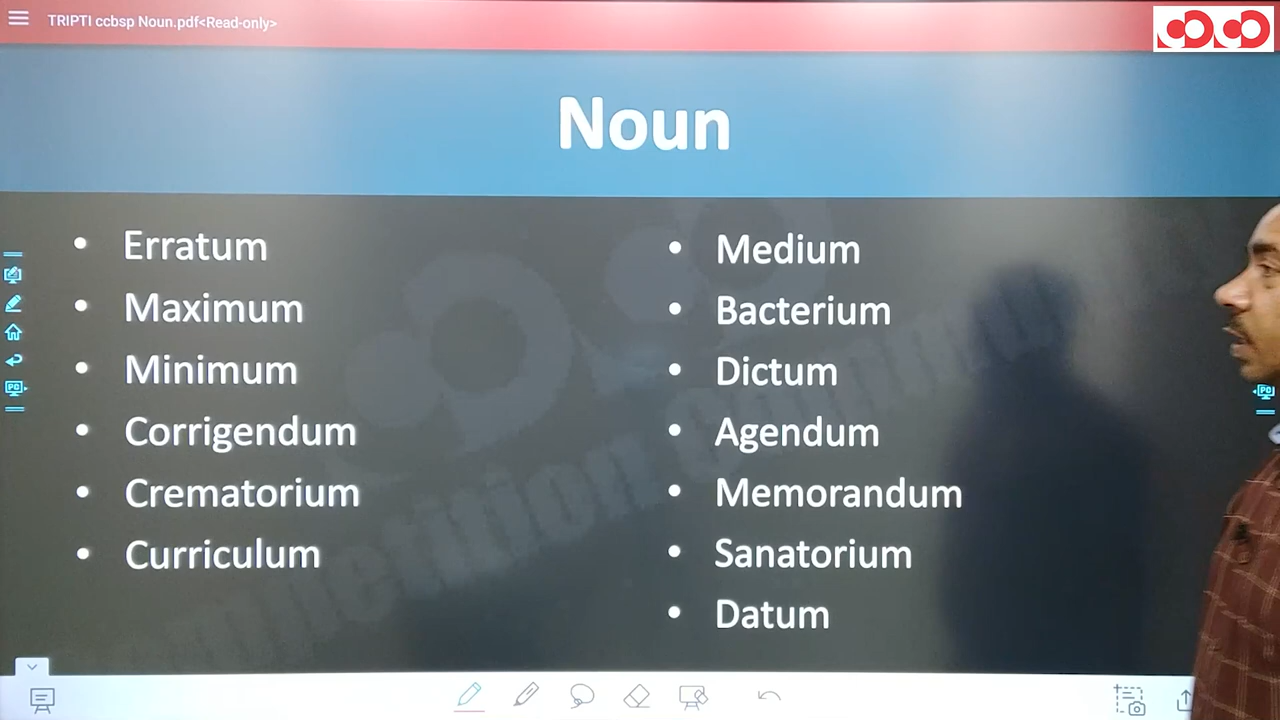 TRIPTI ccbsp Noun.pdf<Read-only>
Noun
• Erratum
• Maximum
• Minimum
• Corrigendum
• Crematorium
• Curriculum
• Medium
• Bacterium
• Dictum
• Agendum
• Memorandum
• Sanatorium
• Datum